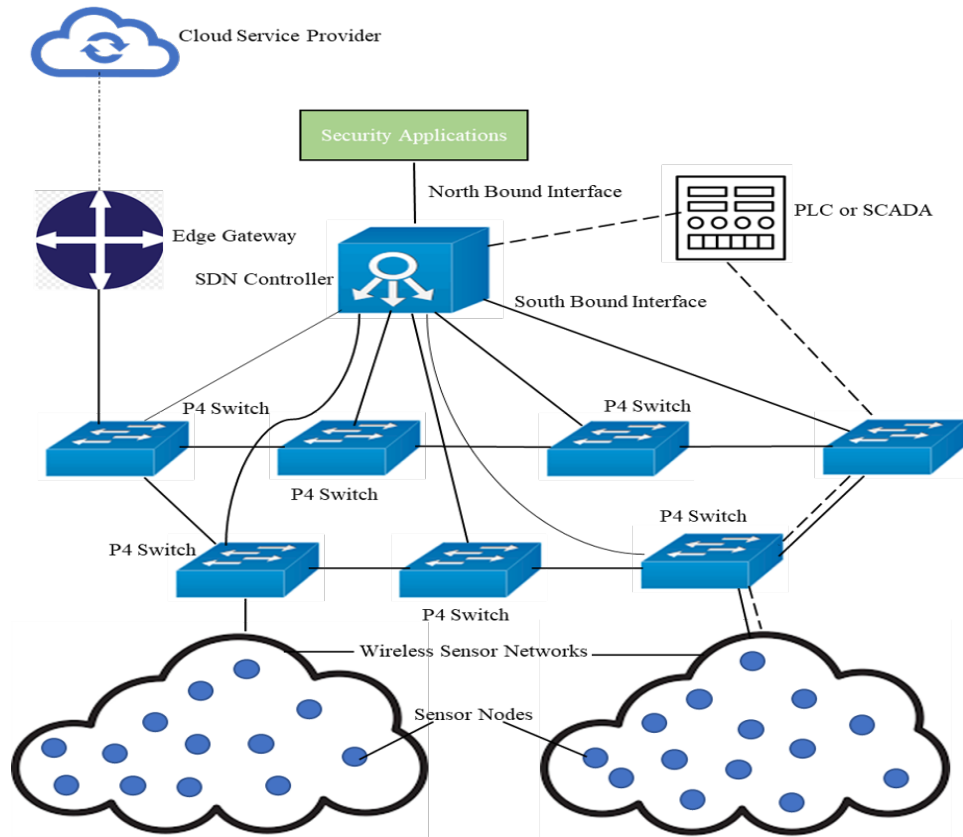 Cloud Service Provider
Security Applications
North Bound Interface
PLC or SCADA
Edge Gateway
SDN Controller
South Bound Interface
P4 Switch
P4 Switch
P4 Switch
P4 Switch
P4 Switch
P4 Switch
Wireless Sensor Networks
Sensor Nodes